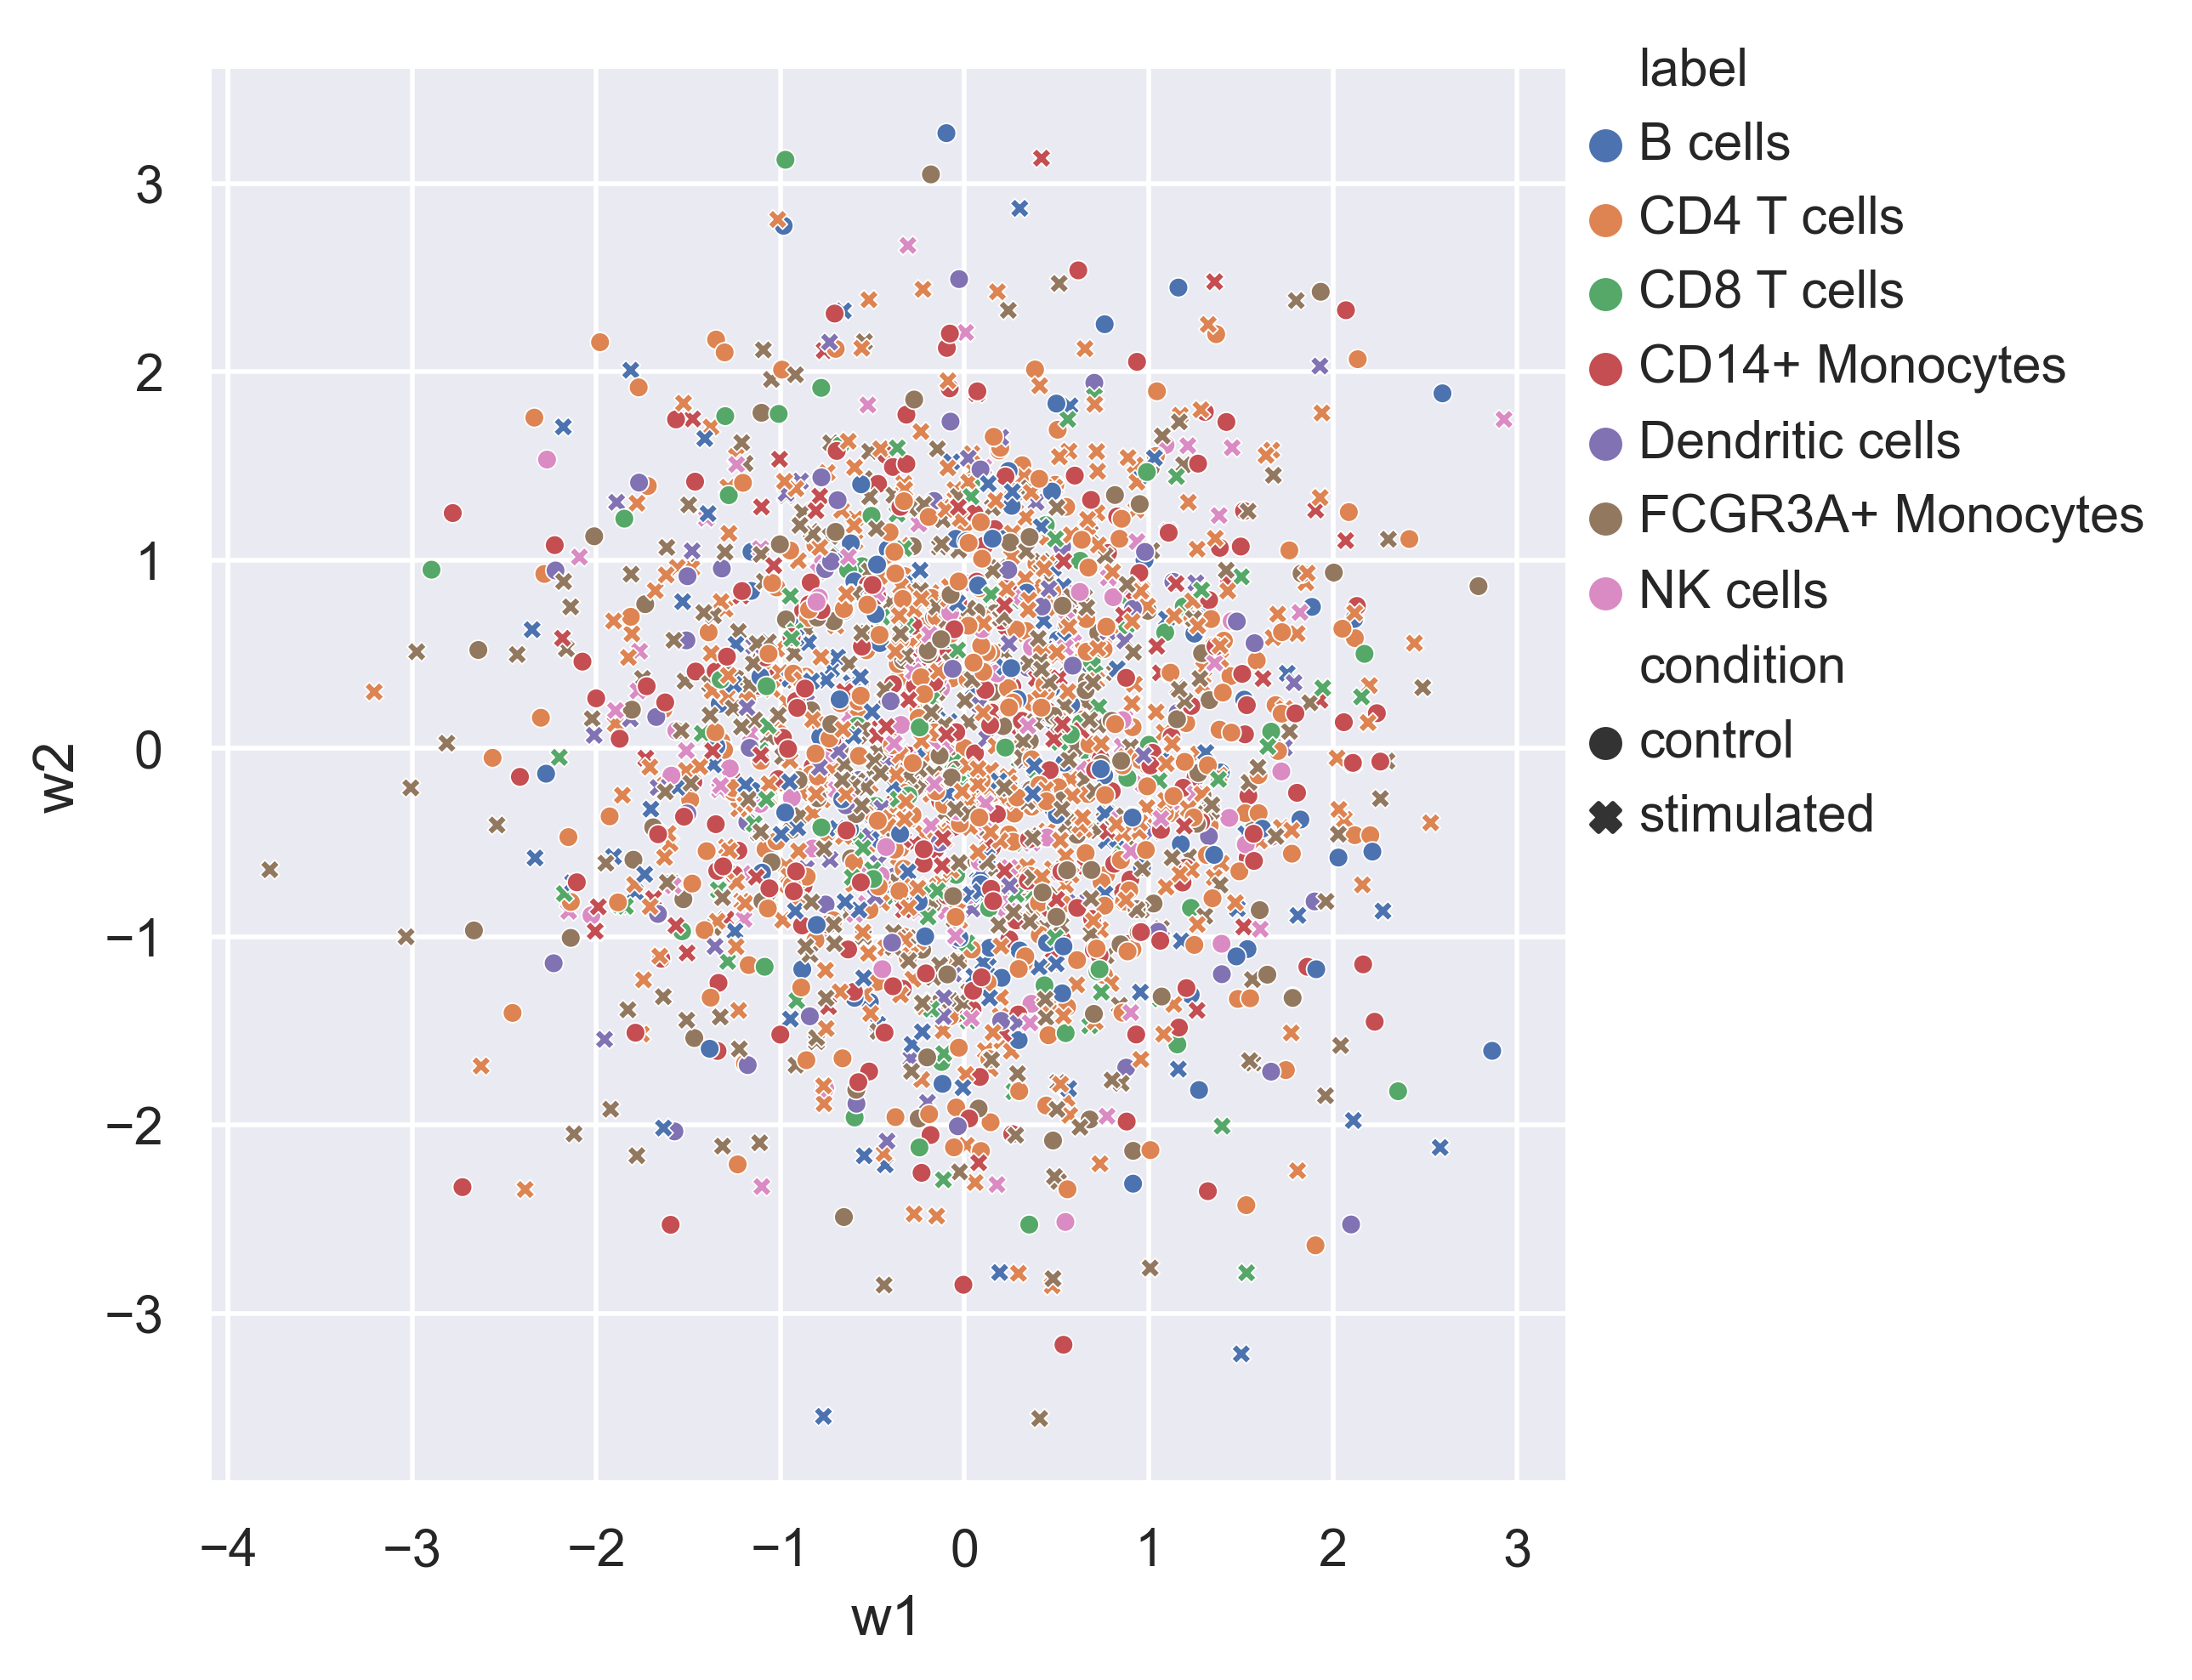 label
B cells
CD4 T cells
CD8 T cells
CD14+ Monocytes
Dendritic cells
FCGR3A+ Monocytes
NK cells
condition
control
stimulated
3
2
1
0
−1
−2
−3
w2
−4 −3 −2 −1 0 1 2 3
w1